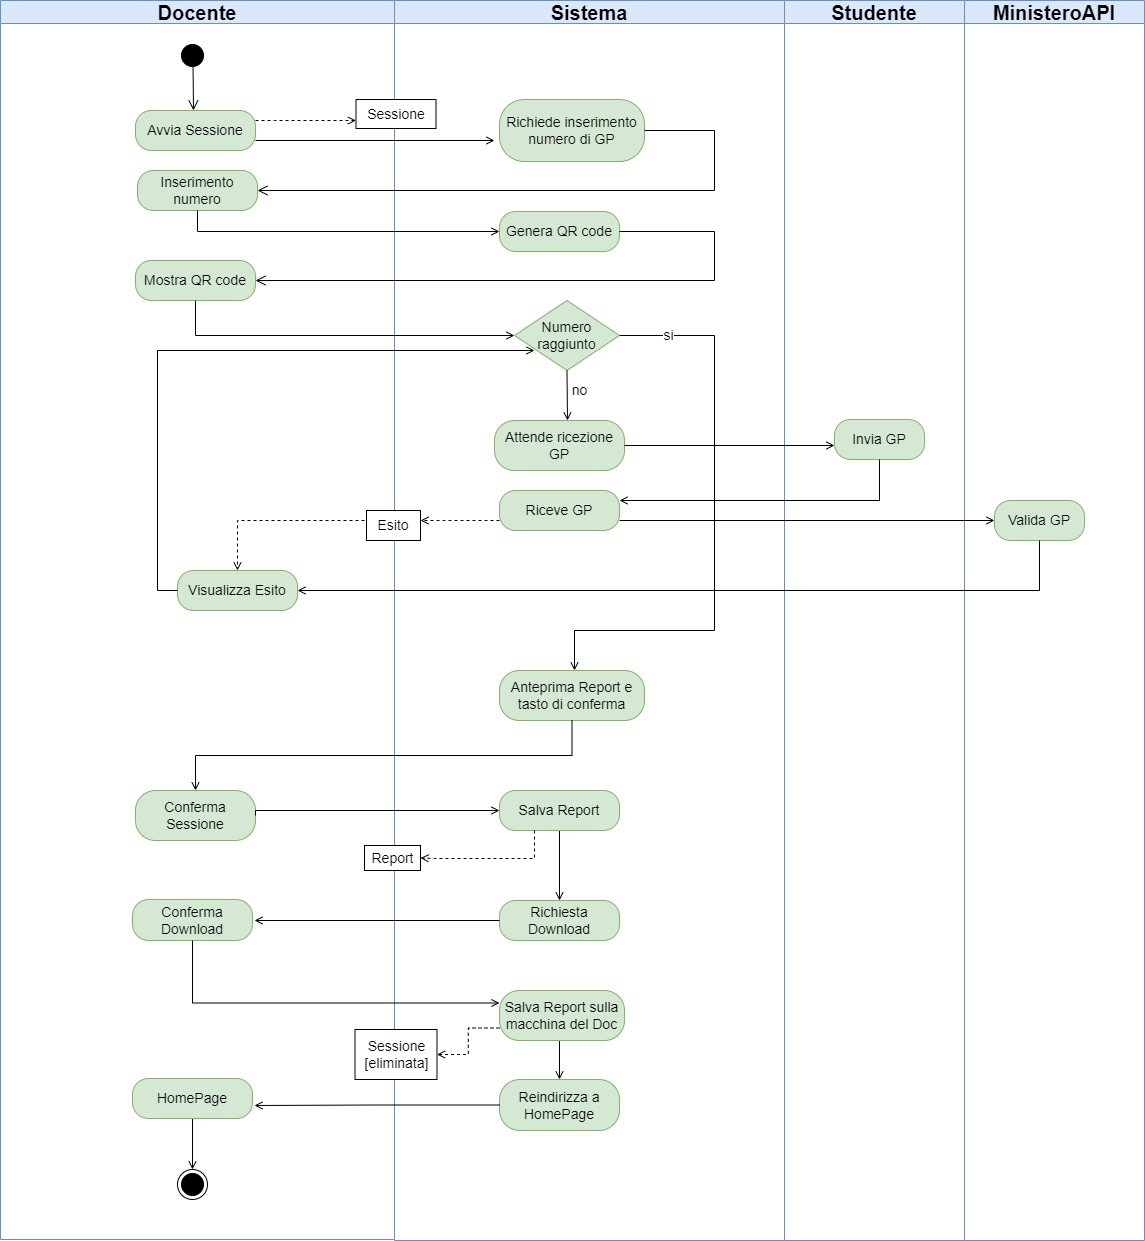 Docente
Sistema
Studente
MinisteroAPI
Avvia Sessione
Sessione
Richiede inserimento
numero di GP
Inserimento
numero
Genera QR code
Mostra QR code
Numero
raggiunto
si
no
Attende ricezione
GP
Invia GP
Riceve GP
Esito
Valida GP
Visualizza Esito
Anteprima Report e
tasto di conferma
Conferma
Sessione
Salva Report
Report
Conferma
Download
Richiesta
Download
Salva Report sulla
macchina del Doc
Sessione
[eliminata]
HomePage
Reindirizza a
HomePage